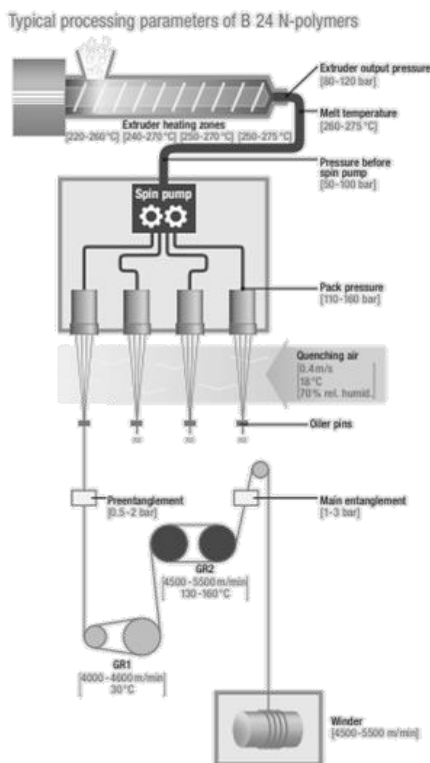 Typical processing parameters of B 24 N-polymers
Extruder output pressure
[80-120 bar]
Melt temperature
[260-275 °C]
Extruder heating zones
[220-260 °C] [240-270 °C] [250-270 °C] [250-275 °C]
Pressure before
spin pump
[50-100 bar]
Spin pump
Pack pressure
[110-160 bar]
Quenching air
[0.4 m/s
18 °C
70 % rel. humid.]
Oiler pins
Preentanglement
[0.5-2 bar]
Main entanglement
[1-3 bar]
GR2
[4500-5500 m/min]
130-160 °C]
GR1
[4000-4600 m/min]
30 °C]
Winder
[4500-5500 m/min]